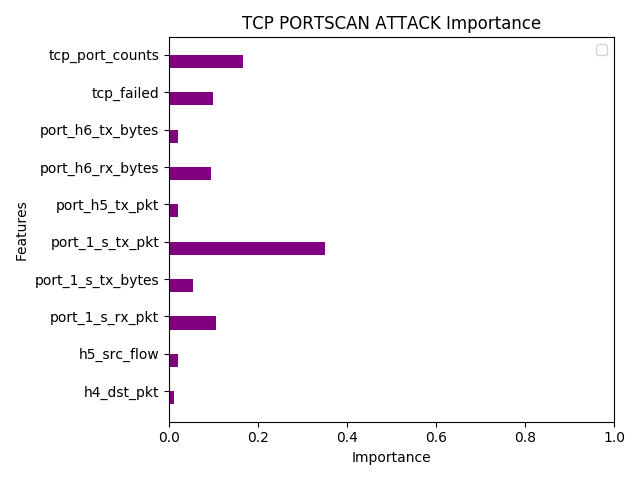 TCP PORTSCAN ATTACK Importance
tcp_port_counts
tcp_failed
port_h6_tx_bytes
port_h6_rx_bytes
port_h5_tx_pkt
port_1_s_tx_pkt
port_1_s_tx_bytes
port_1_s_rx_pkt
h5_src_flow
h4_dst_pkt
Features
0.0 0.2 0.4 0.6 0.8 1.0
Importance